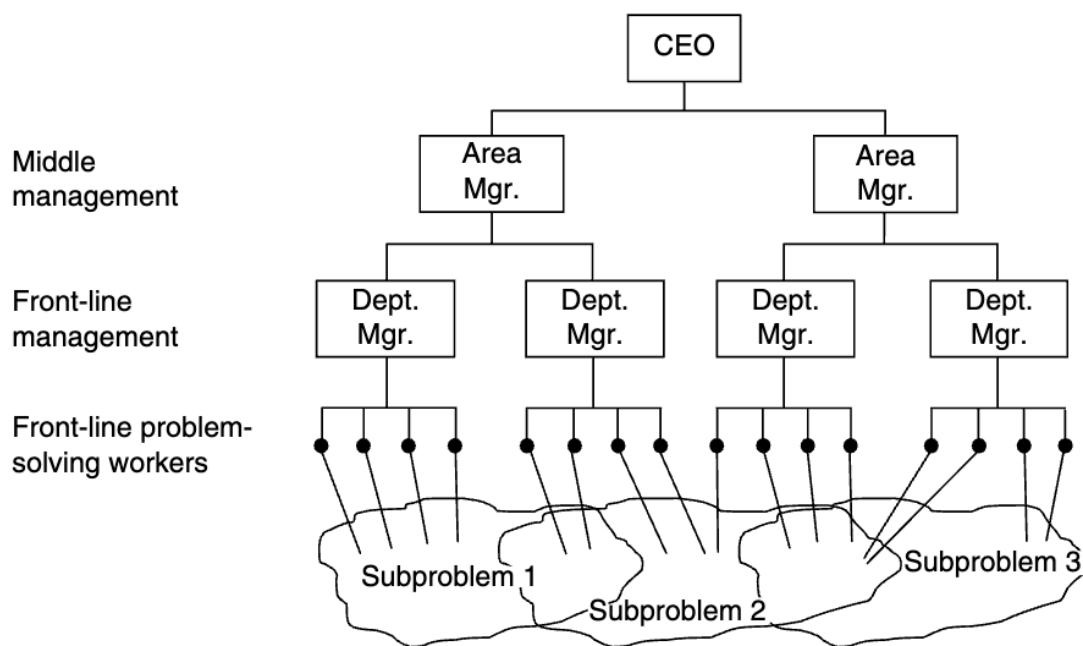 CEO
Middle
management
Area
Mgr.
Area
Mgr.
Front-line
management
Dept.
Mgr.
Dept.
Mgr.
Dept.
Mgr.
Dept.
Mgr.
Front-line problem-
solving workers
Subproblem 1
Subproblem 2
Subproblem 3